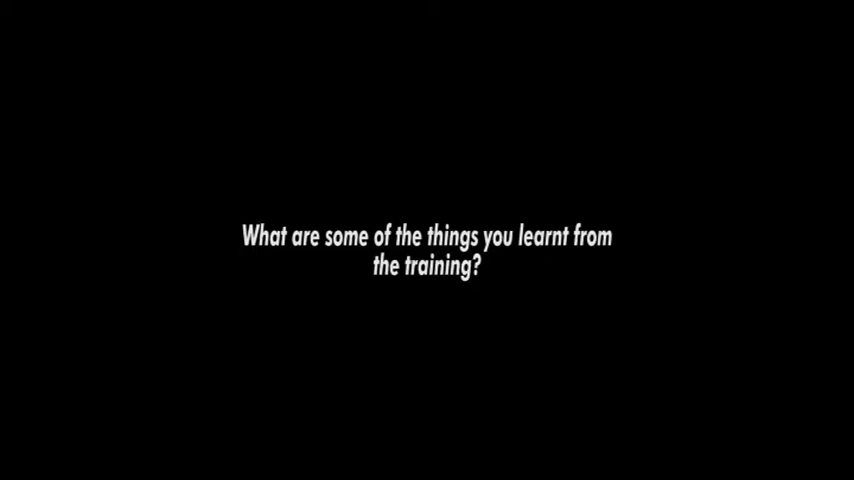 What are some of the things you learnt from
the training?